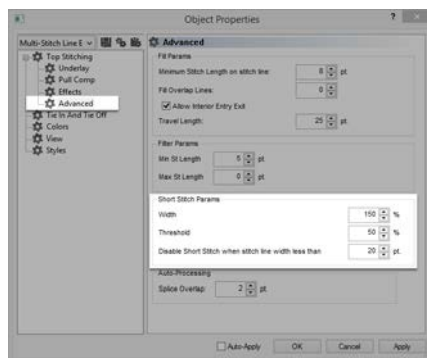 Object Properties
?
Multi-Stitch Line E
Top Stitching
Underlay
Pull Comp
Effects
Advanced
Tie In And Tie Off
Colors
View
Styles
Advanced
Fill Params
Minimum Stitch Length on stitch line: 8 pt
Fill Overlap Lines: 0
Allow Interior Entry Exit
Travel Length: 25 pt
Filter Params
Min St Length 5 pt
Max St Length 0 pt
Short Stitch Params
Width 150 %
Threshold 50 %
Disable Short Stitch when stitch line width less than 20 pt.
Auto-Processing
Splice Overlap: 2 pt
Auto-Apply OK Cancel Apply